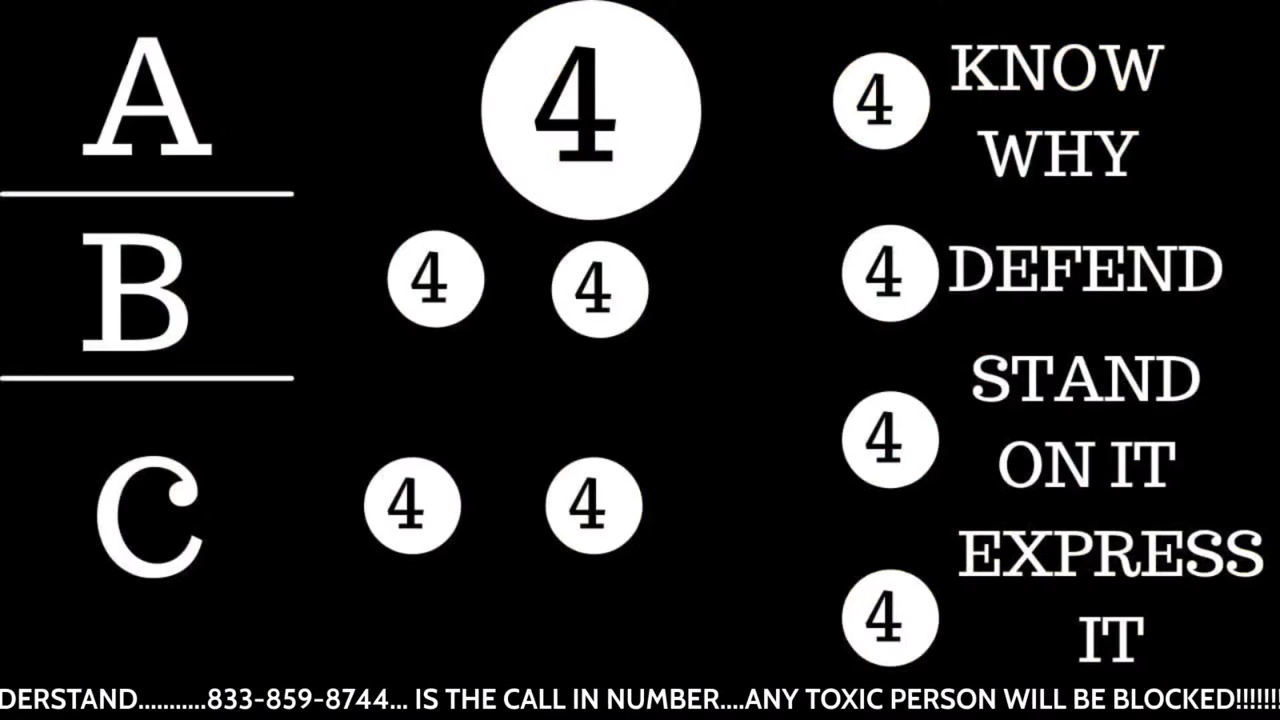 A
4
4 KNOW
WHY
B
4 4
4 DEFEND
STAND
4
ON IT
C
4 4
EXPRESS
4
IT
DERSTAND...........833-859-8744... IS THE CALL IN NUMBER....ANY TOXIC PERSON WILL BE BLOCKED!!!!!!